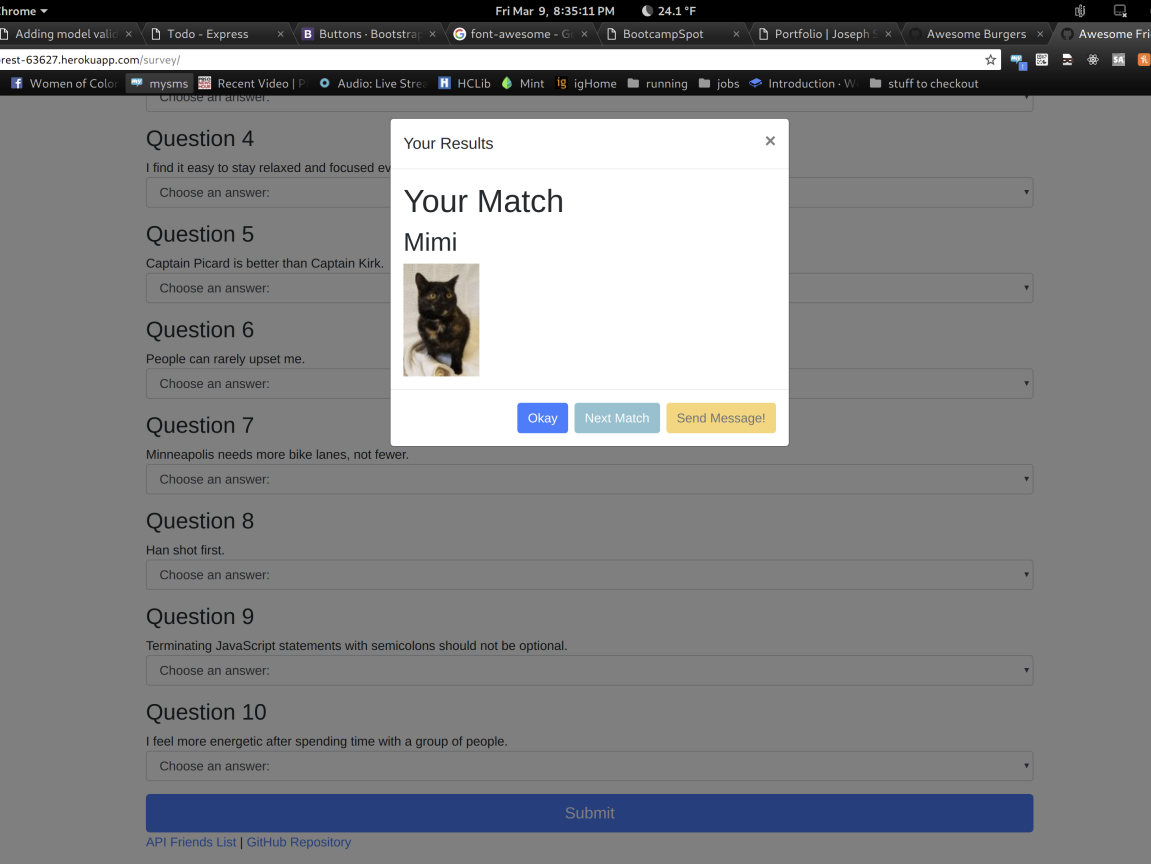 hrome
Fri Mar 9, 8:35:11 PM 24.1 °F
Adding model valid × Todo - Express × Buttons · Bootstrap × font-awesome - Go × BootcampSpot × Portfolio | Joseph S × Awesome Burgers × Awesome Fri
rest-63627.herokuapp.com/survey/
Women of Color mysms Recent Video | P Audio: Live Strea HCLib Mint igHome running jobs Introduction · W stuff to checkout
Choose an answer:
Question 4
I find it easy to stay relaxed and focused ev
Choose an answer:
Question 5
Captain Picard is better than Captain Kirk.
Choose an answer:
Question 6
People can rarely upset me.
Choose an answer:
Question 7
Minneapolis needs more bike lanes, not fewer.
Choose an answer:
Question 8
Han shot first.
Choose an answer:
Question 9
Terminating JavaScript statements with semicolons should not be optional.
Choose an answer:
Question 10
I feel more energetic after spending time with a group of people.
Choose an answer:
Submit
API Friends List | GitHub Repository
Your Results ×
Your Match
Mimi
Okay Next Match Send Message!